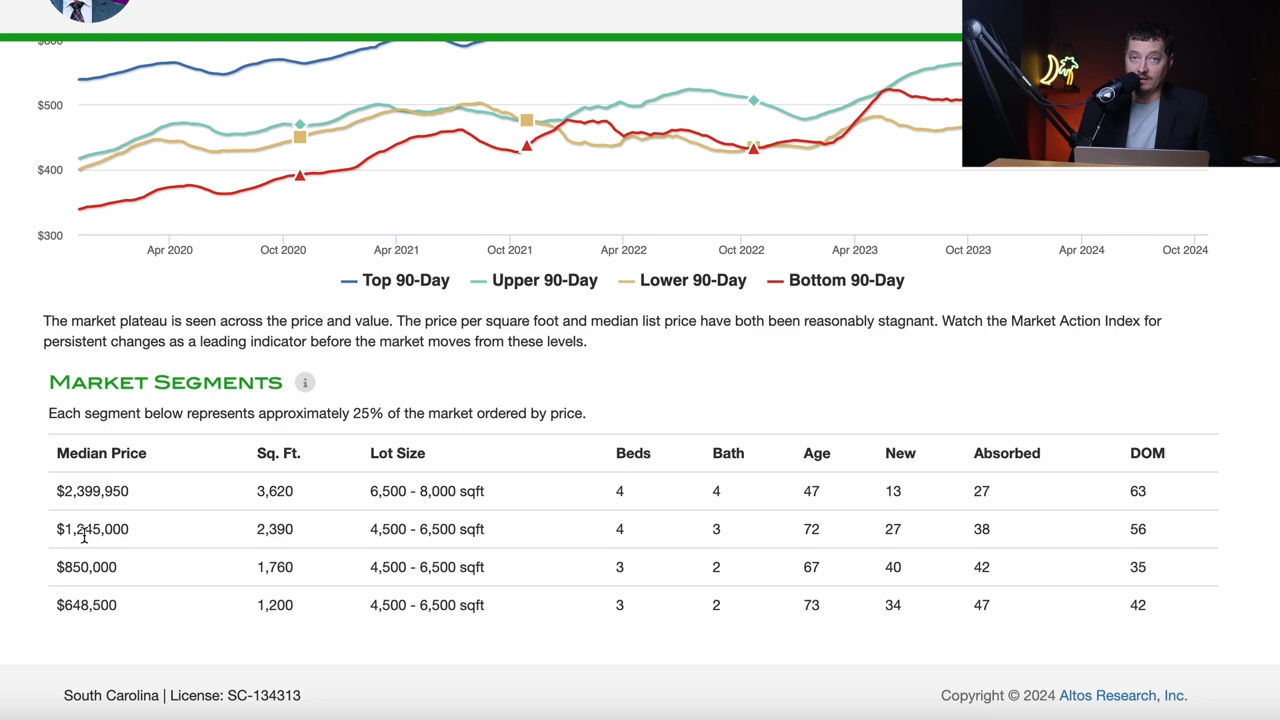 $600
$500
$400
$300
Apr 2020 Oct 2020 Apr 2021 Oct 2021 Apr 2022 Oct 2022 Apr 2023 Oct 2023 Apr 2024 Oct 2024
Top 90-Day Upper 90-Day Lower 90-Day Bottom 90-Day
The market plateau is seen across the price and value. The price per square foot and median list price have both been reasonably stagnant. Watch the Market Action Index for
persistent changes as a leading indicator before the market moves from these levels.
MARKET SEGMENTS i
Each segment below represents approximately 25% of the market ordered by price.
Median Price Sq. Ft. Lot Size Beds Bath Age New Absorbed DOM
$2,399,950 3,620 6,500 - 8,000 sqft 4 4 47 13 27 63
$1,245,000 2,390 4,500 - 6,500 sqft 4 3 72 27 38 56
$850,000 1,760 4,500 - 6,500 sqft 3 2 67 40 42 35
$648,500 1,200 4,500 - 6,500 sqft 3 2 73 34 47 42
South Carolina | License: SC-134313
Copyright © 2024 Altos Research, Inc.